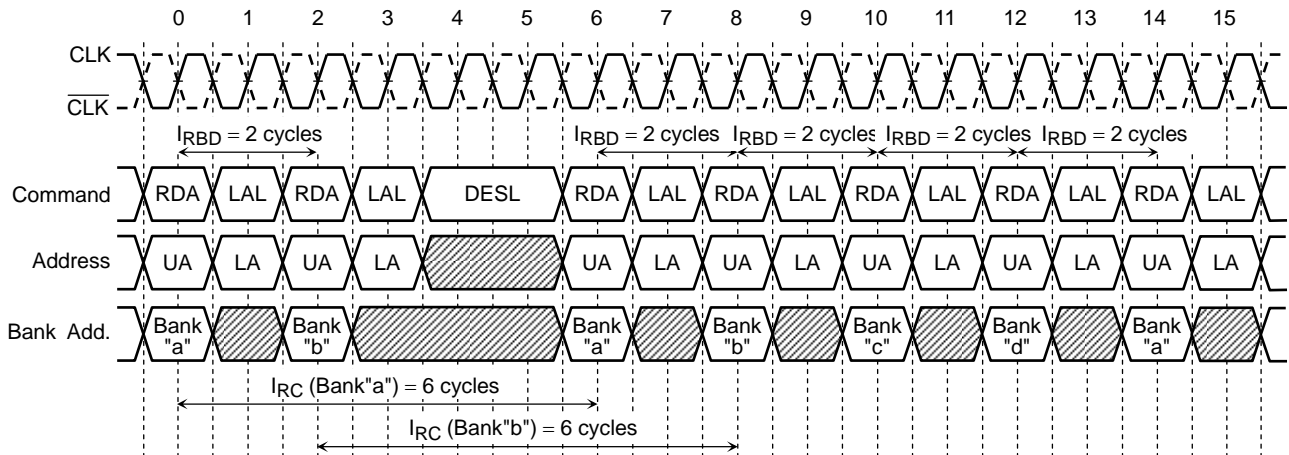 0 1 2 3 4 5 6 7 8 9 10 11 12 13 14 15
CLK
CLK
IRBD = 2 cycles IRBD = 2 cycles IRBD = 2 cycles IRBD = 2 cycles IRBD = 2 cycles
Command RDA LAL RDA LAL DESL RDA LAL RDA LAL RDA LAL RDA LAL RDA LAL
Address UA LA UA LA UA LA UA LA UA LA UA LA UA LA
Bank Add. Bank "a" Bank "b" Bank "a" Bank "b" Bank "c" Bank "d" Bank "a"
IRC (Bank"a") = 6 cycles
IRC (Bank"b") = 6 cycles